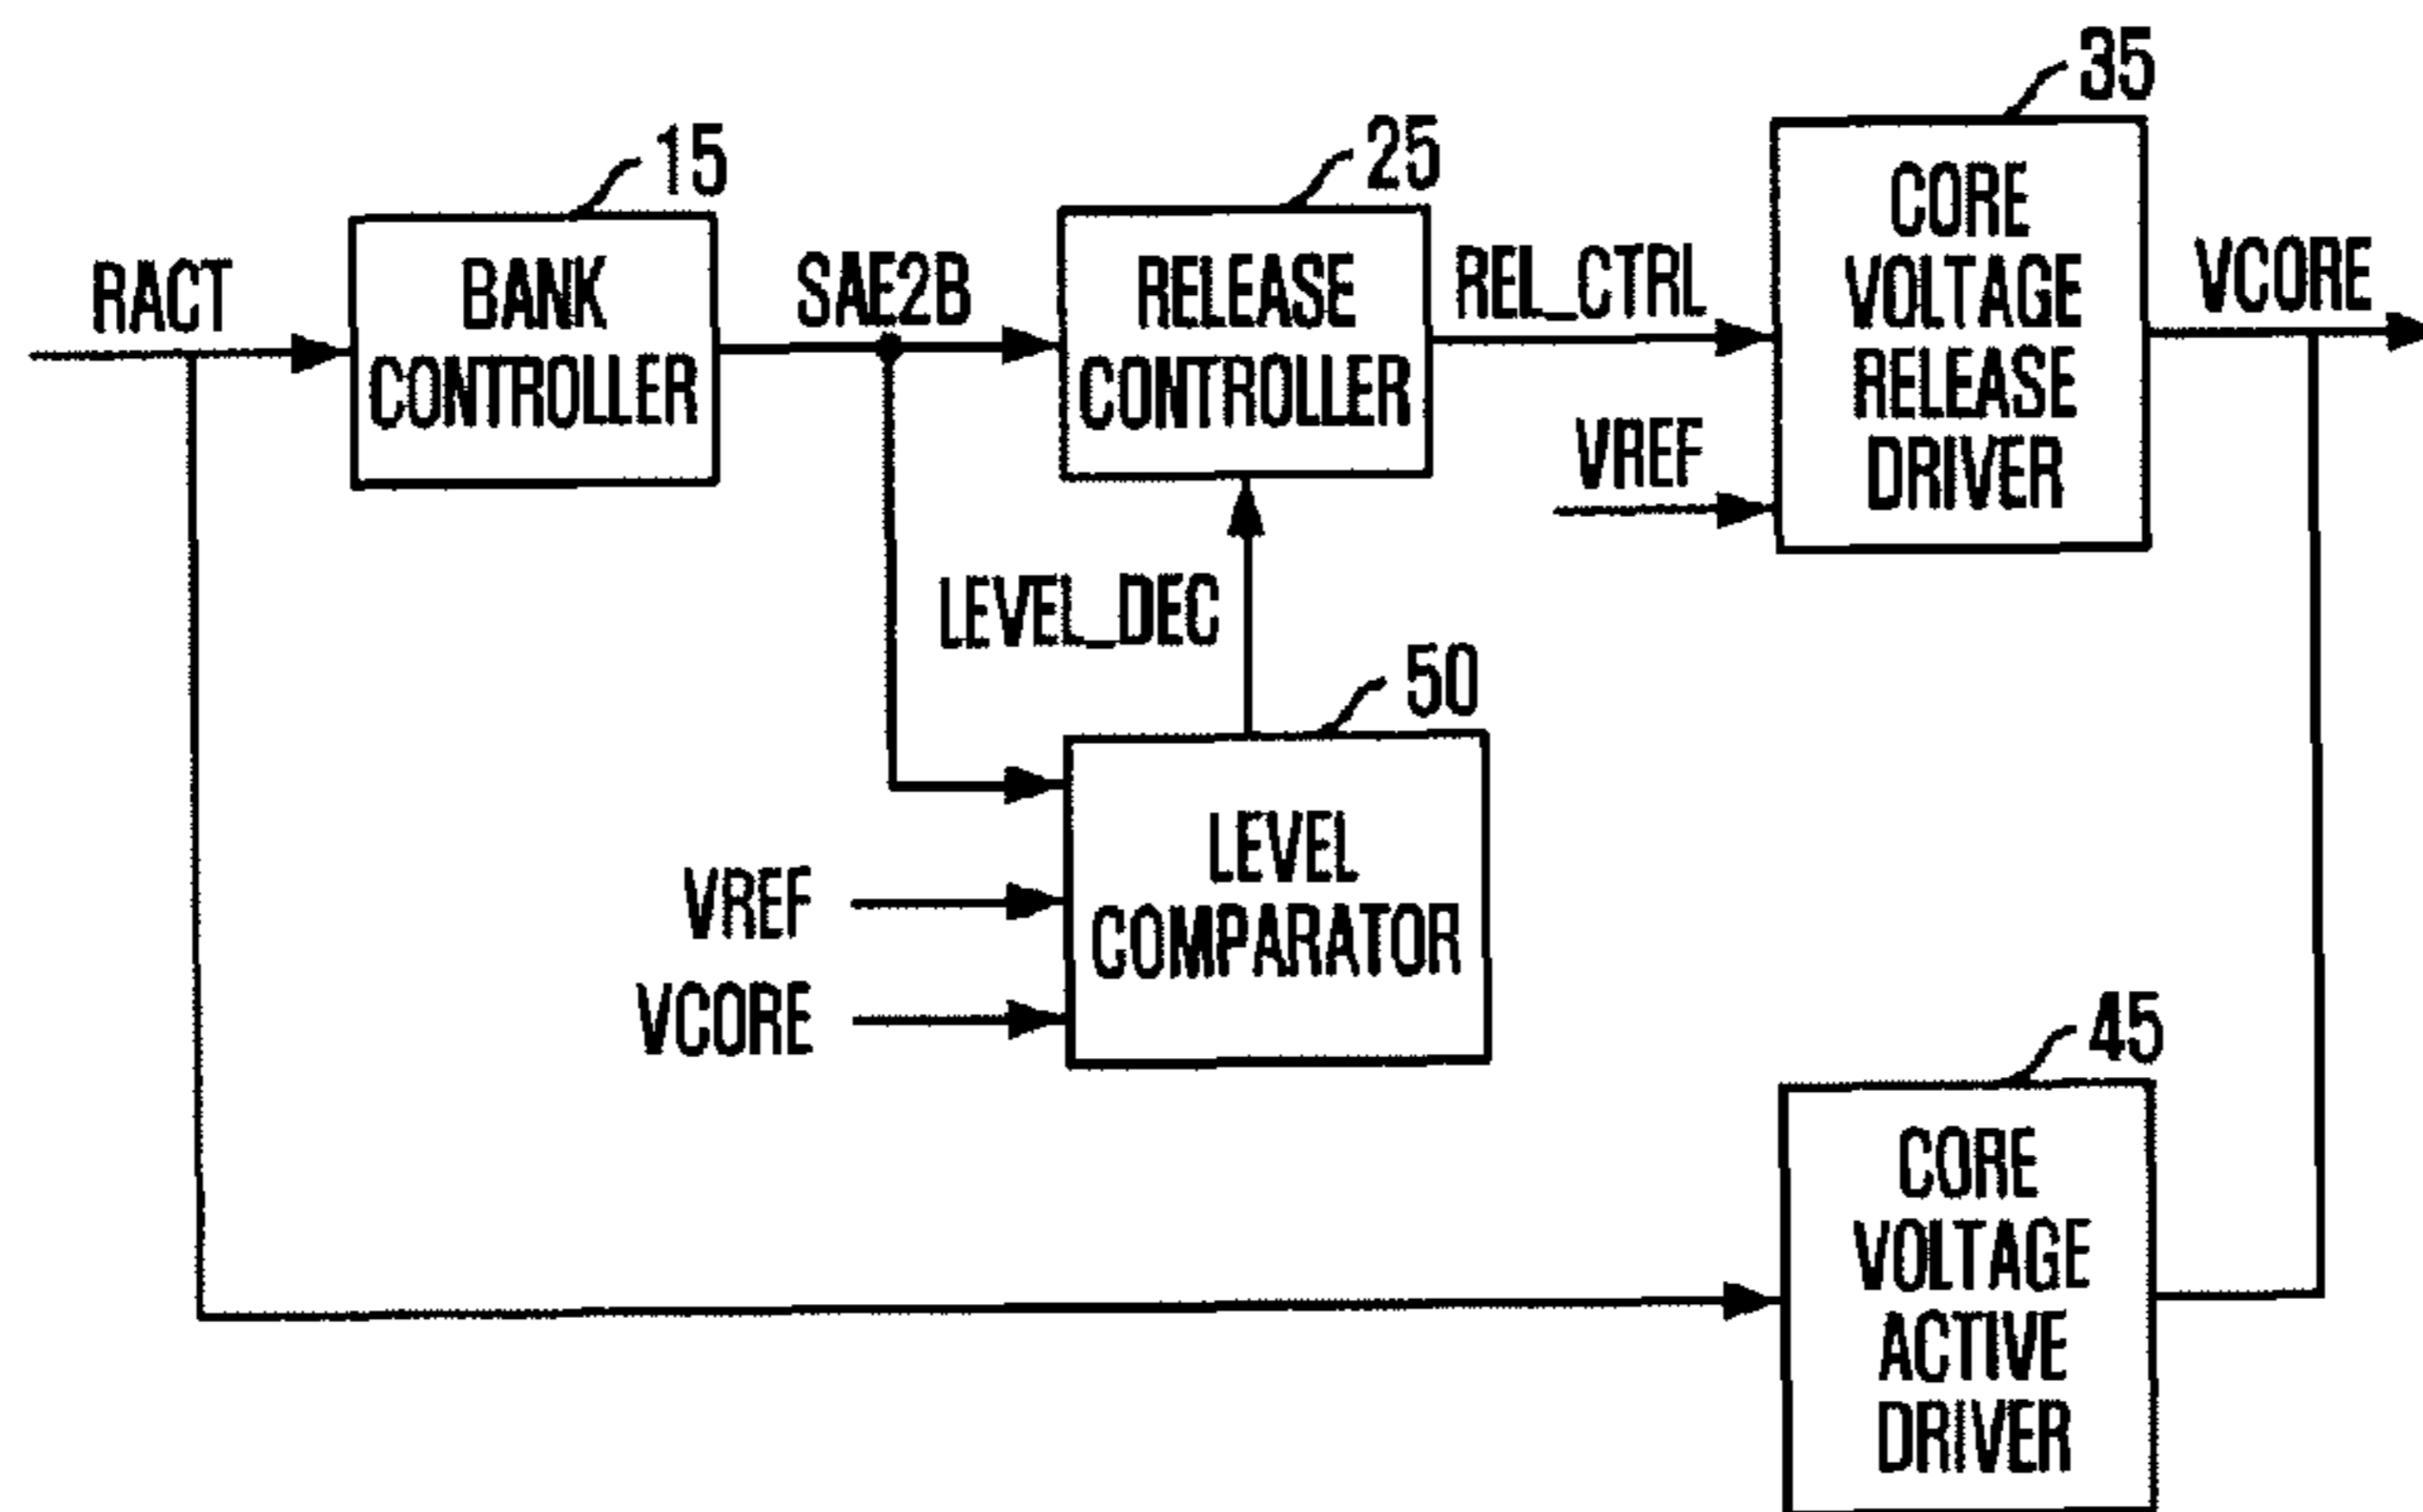 35
15
25
CORE
VOLTAGE
RELEASE
DRIVER
RACT
BANK
CONTROLLER
SAE2B
RELEASE
CONTROLLER
REL_CTRL
VCORE
VREF
LEVEL_DEC
50
LEVEL
COMPARATOR
VREF
VCORE
45
CORE
VOLTAGE
ACTIVE
DRIVER